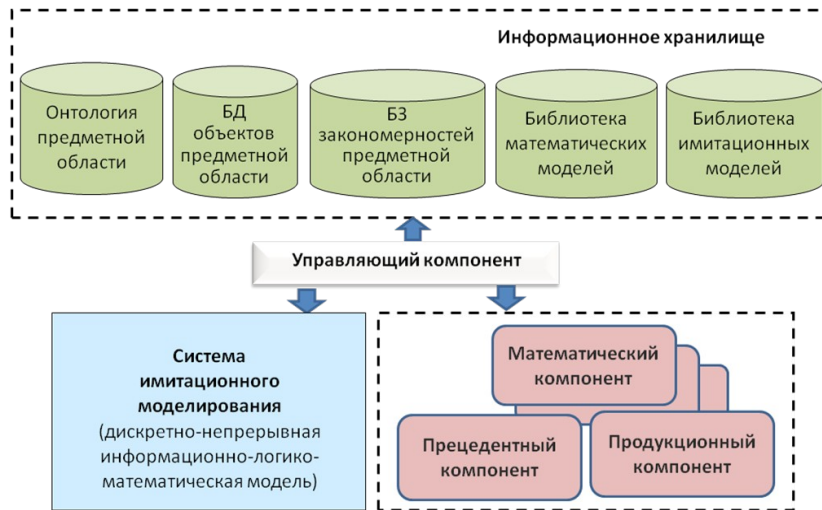 Информационное хранилище
Онтология
предметной
области
БД
объектов
предметной
области
БЗ
закономерностей
предметной
области
Библиотека
математических
моделей
Библиотека
имитационных
моделей
Управляющий компонент
Система
имитационного
моделирования
(дискретно-непрерывная
информационно-логико-
математическая модель)
Математический
компонент
Прецедентный
компонент
Продукционный
компонент